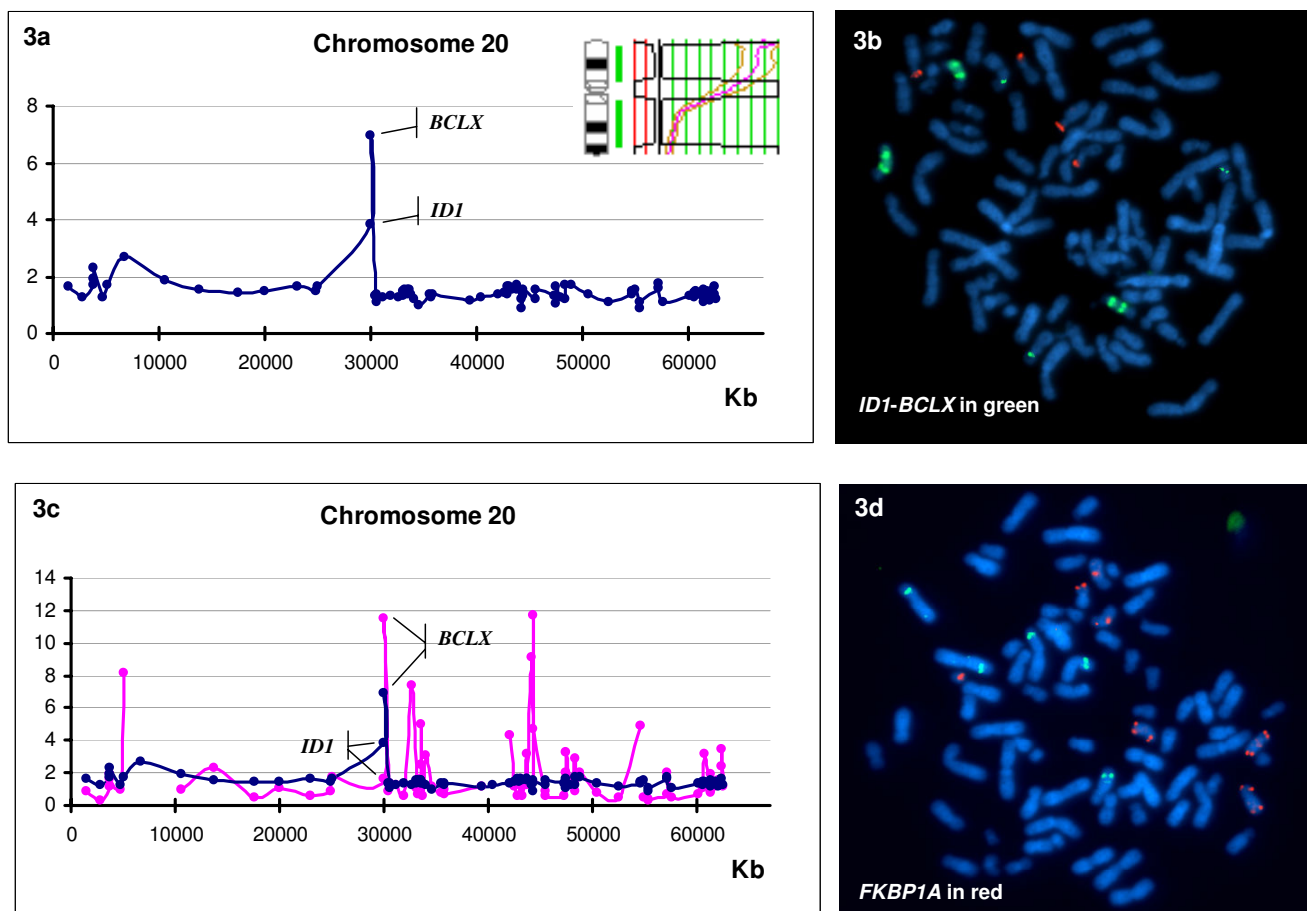 3a
Chromosome 20
8
BCLX
6
4
ID1
2
0
0 10000 20000 30000 40000 50000 60000
Kb
3b
ID1-BCLX in green
3c
Chromosome 20
14
12
10
BCLX
8
6
ID1
4
2
0
0 10000 20000 30000 40000 50000 60000
Kb
3d
FKBP1A in red